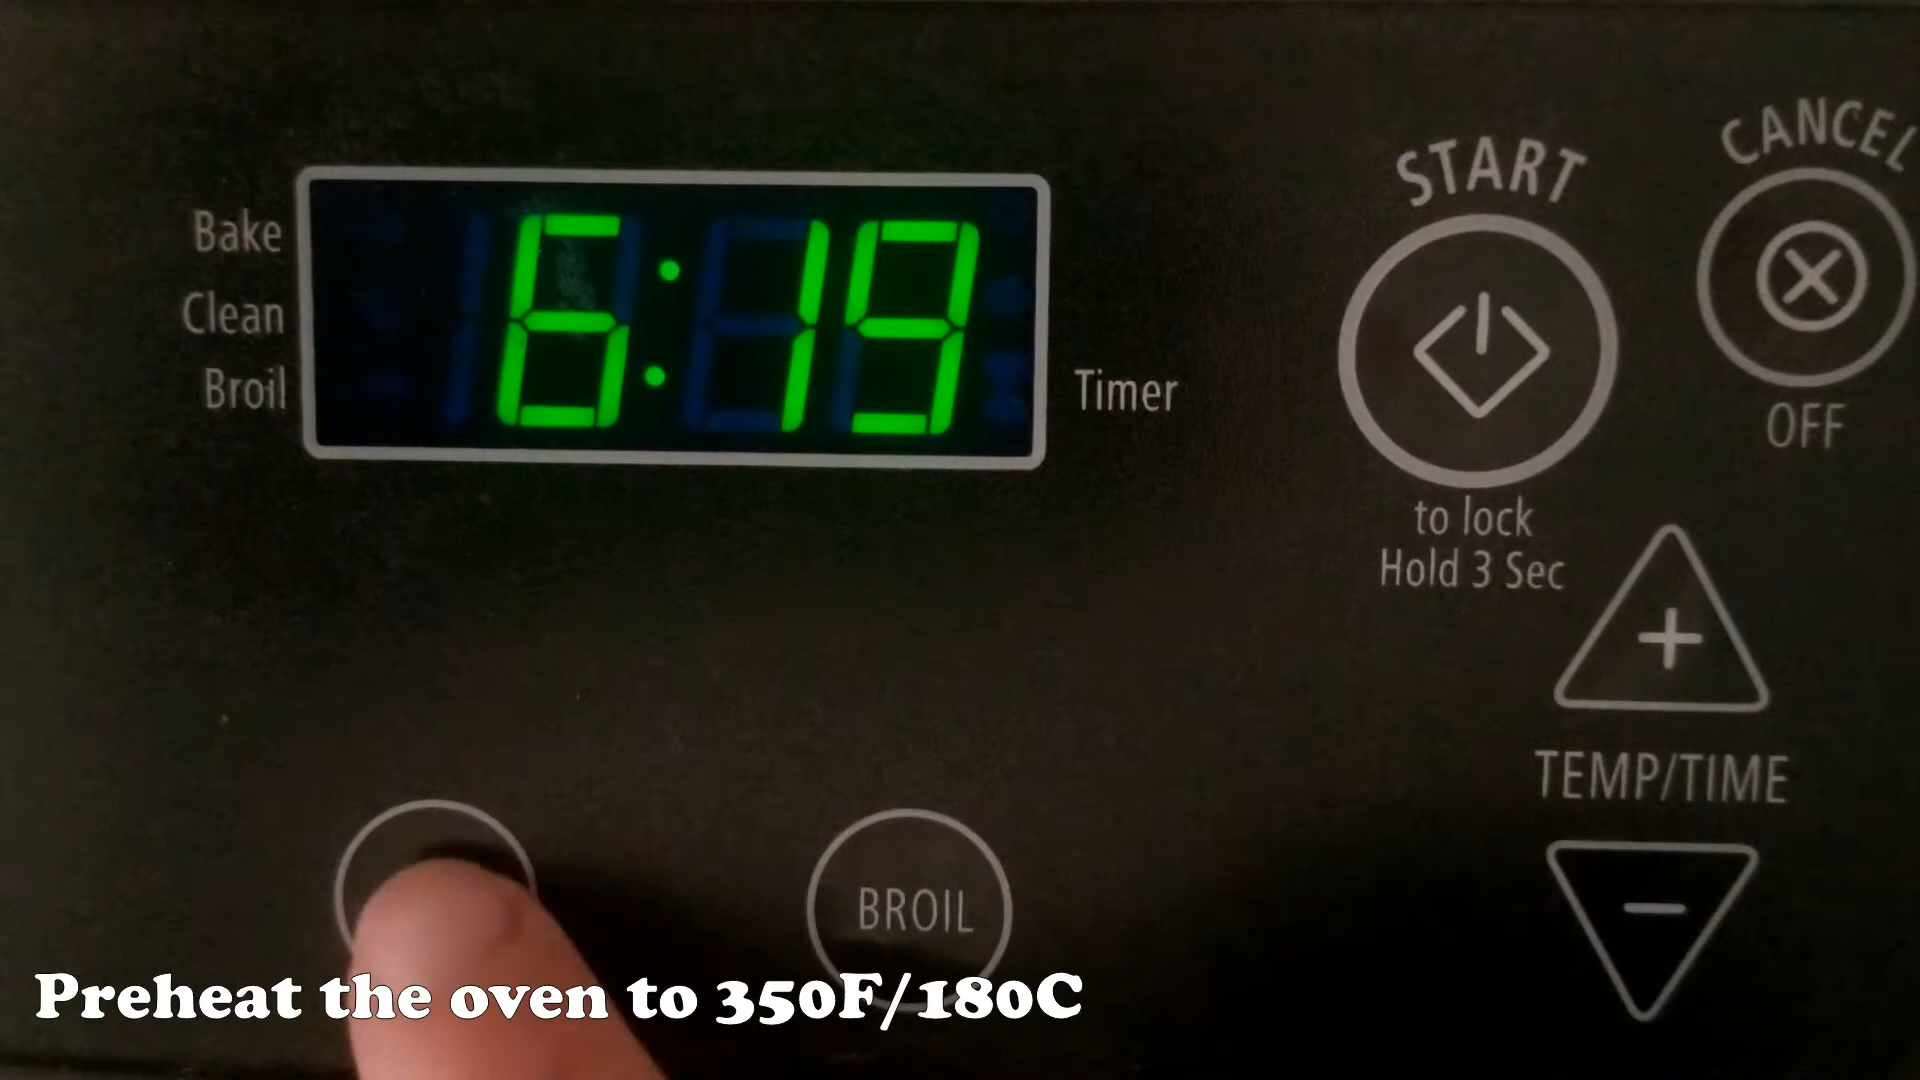 CANCEL
START
Bake
Clean
Broil
6:19
Timer
OFF
to lock
Hold 3 Sec
TEMP/TIME
BROIL
Preheat the oven to 350F/180C